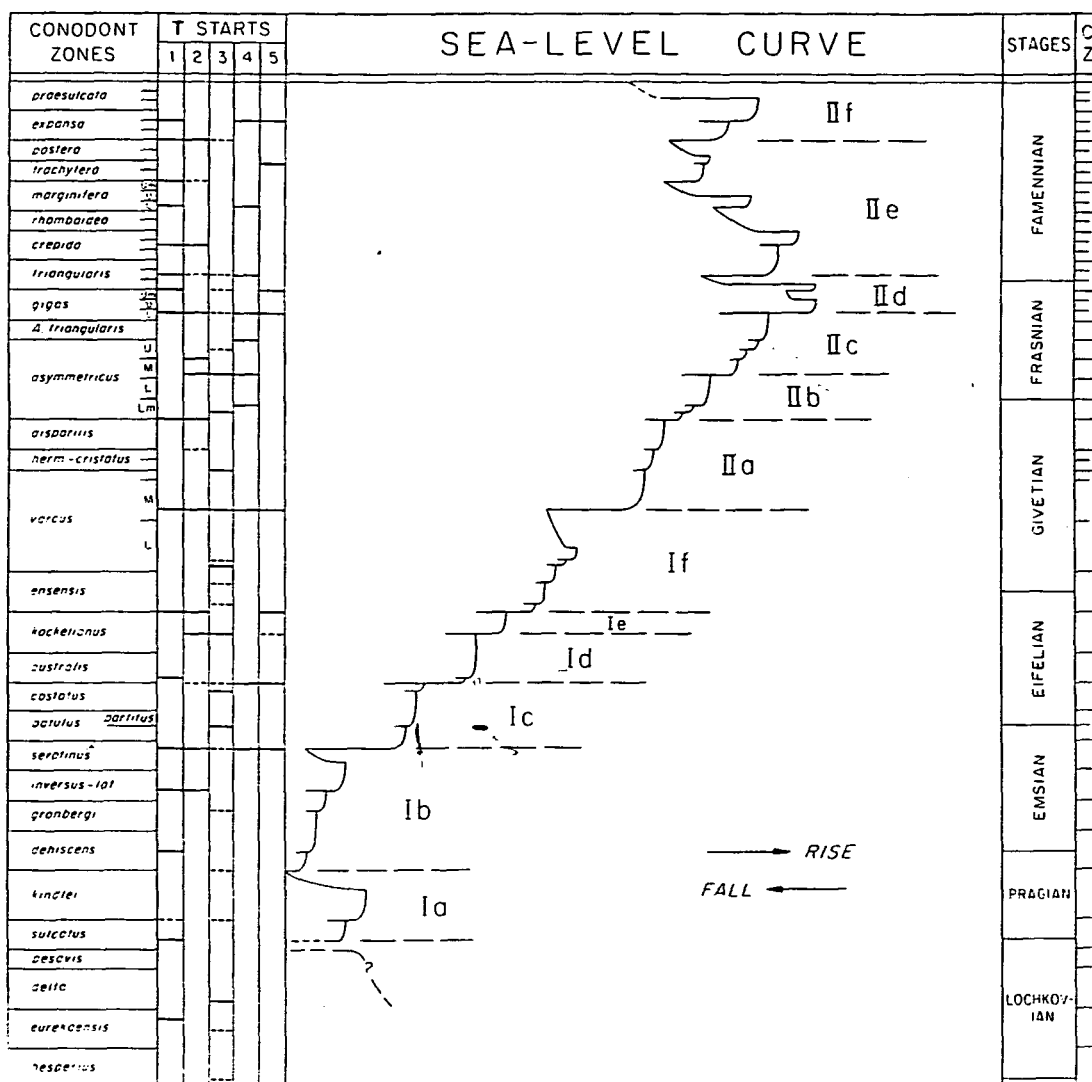 CONODONT ZONES
T STARTS
1 2 3 4 5
SEA-LEVEL CURVE
STAGES
C
Z
praesulcata
expansa
postera
trachytera
marginifera
rhomboidea
crepida
triangularis
gigas
A. triangularis
asymmetricus
U
M
L
Lm
disparilis
herm-cristatus
varcus
M
L
ensensis
kockelianus
australis
costatus
patulus partitus
serotinus
inversus-lat
gronbergi
dehiscens
kindlei
sulcatus
pesavis
delta
eurekaensis
hesperius
IIf
IIe
IId
IIc
IIb
IIa
If
Ie
Id
Ic
Ib
Ia
?
RISE
FALL
FAMENNIAN
FRASNIAN
GIVETIAN
EIFELIAN
EMSIAN
PRAGIAN
LOCHKOV-
IAN